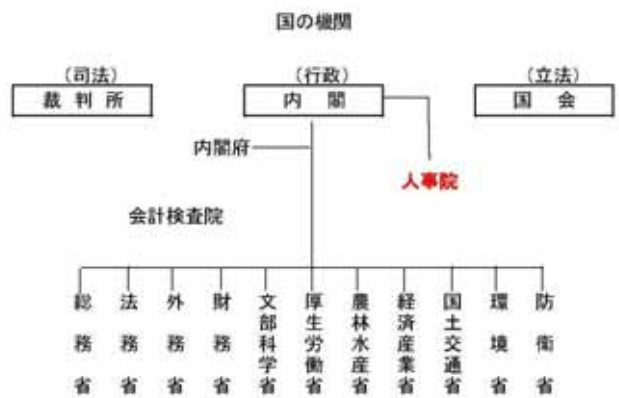 国の機関
（司法）
裁判所
（行政）
内閣
（立法）
国会
内閣府
人事院
会計検査院
総務省
法務省
外務省
財務省
文部科学省
厚生労働省
農林水産省
経済産業省
国土交通省
環境省
防衛省